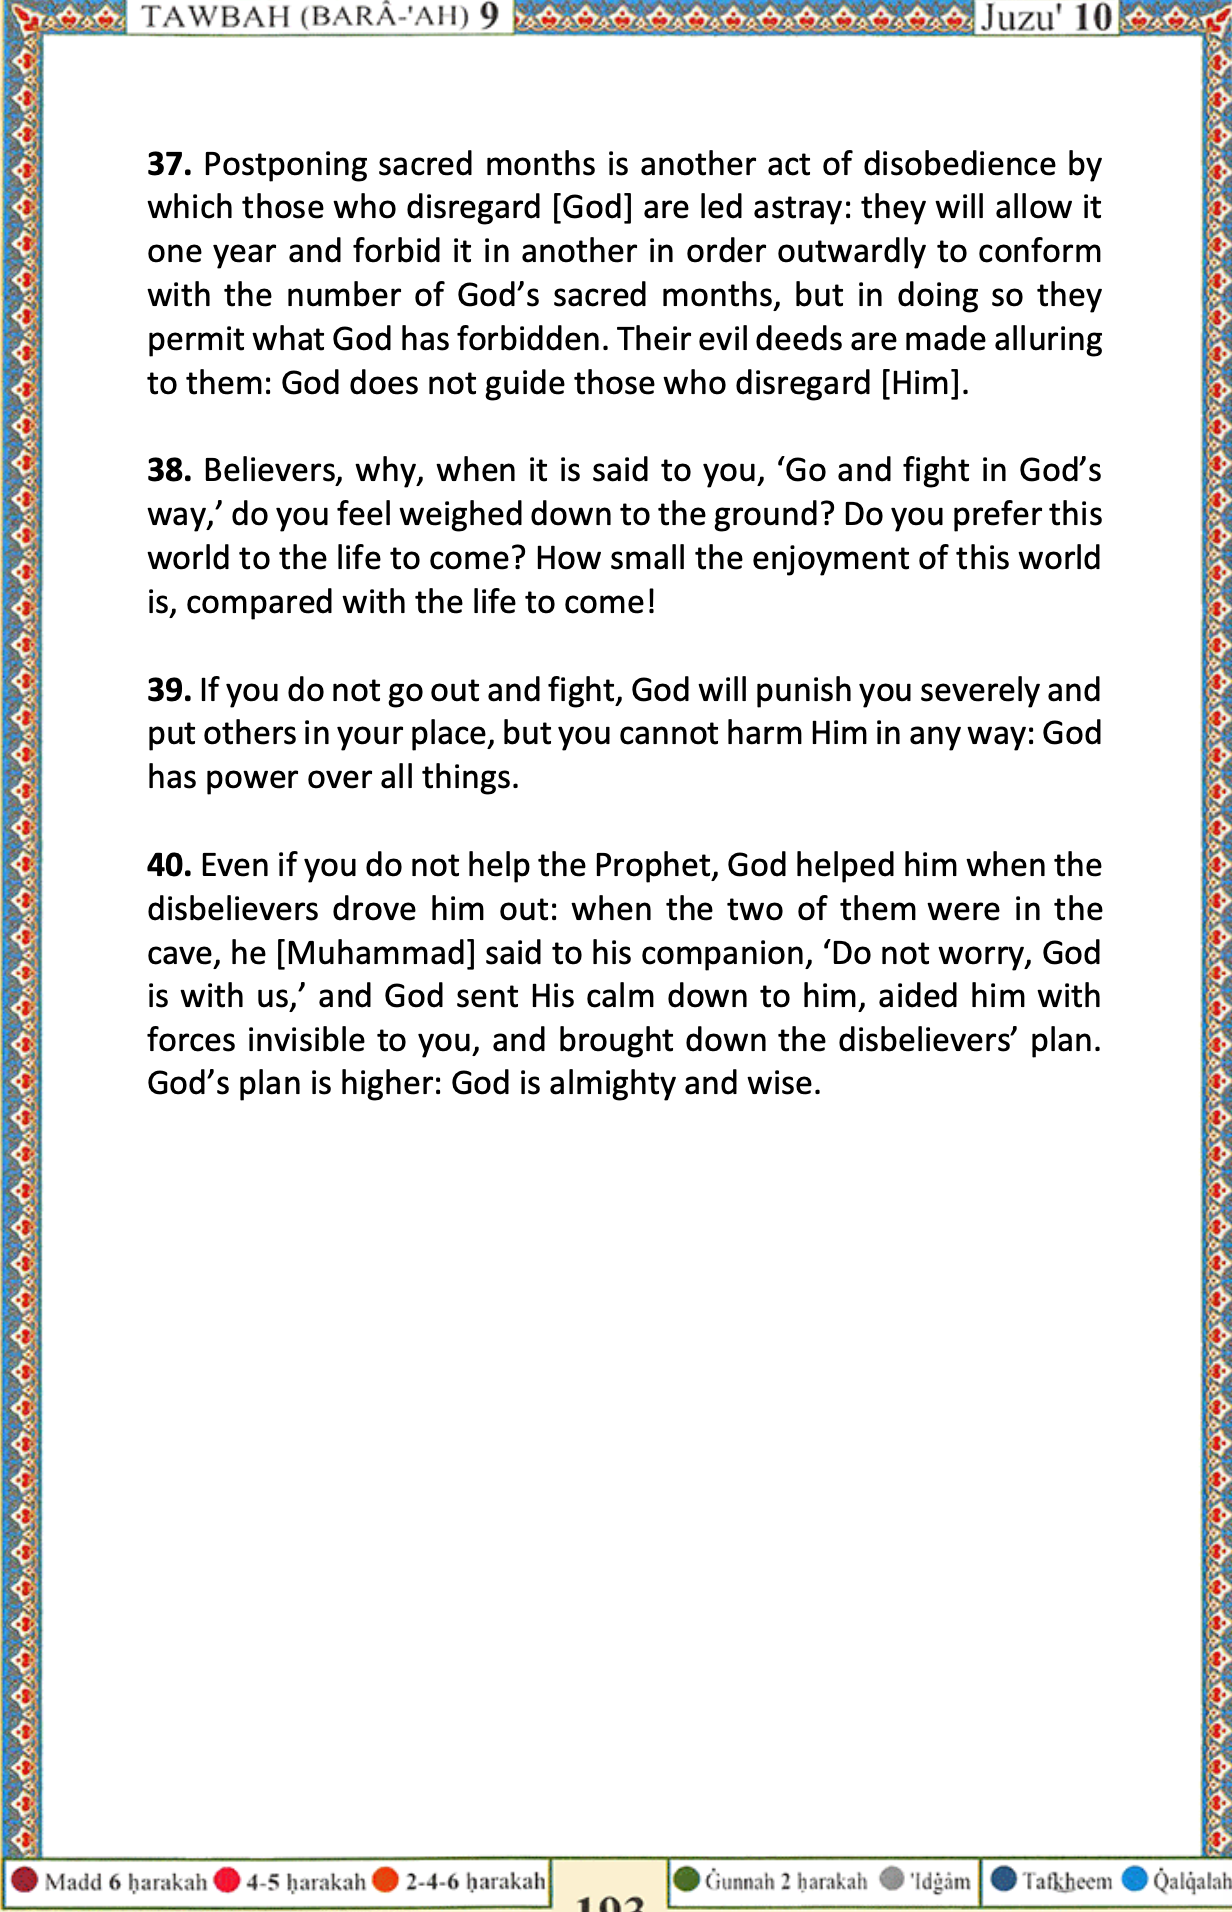 TAWBAH (BARÂ-'AH) 9 Juzu' 10
37. Postponing sacred months is another act of disobedience by
which those who disregard [God] are led astray: they will allow it
one year and forbid it in another in order outwardly to conform
with the number of God’s sacred months, but in doing so they
permit what God has forbidden. Their evil deeds are made alluring
to them: God does not guide those who disregard [Him].
38. Believers, why, when it is said to you, ‘Go and fight in God’s
way,’ do you feel weighed down to the ground? Do you prefer this
world to the life to come? How small the enjoyment of this world
is, compared with the life to come!
39. If you do not go out and fight, God will punish you severely and
put others in your place, but you cannot harm Him in any way: God
has power over all things.
40. Even if you do not help the Prophet, God helped him when the
disbelievers drove him out: when the two of them were in the
cave, he [Muhammad] said to his companion, ‘Do not worry, God
is with us,’ and God sent His calm down to him, aided him with
forces invisible to you, and brought down the disbelievers’ plan.
God’s plan is higher: God is almighty and wise.
Madd 6 ḥarakah 4-5 ḥarakah 2-4-6 ḥarakah Ġunnah 2 ḥarakah 'Idġâm Tafkheem Q̇alq̇alah
193